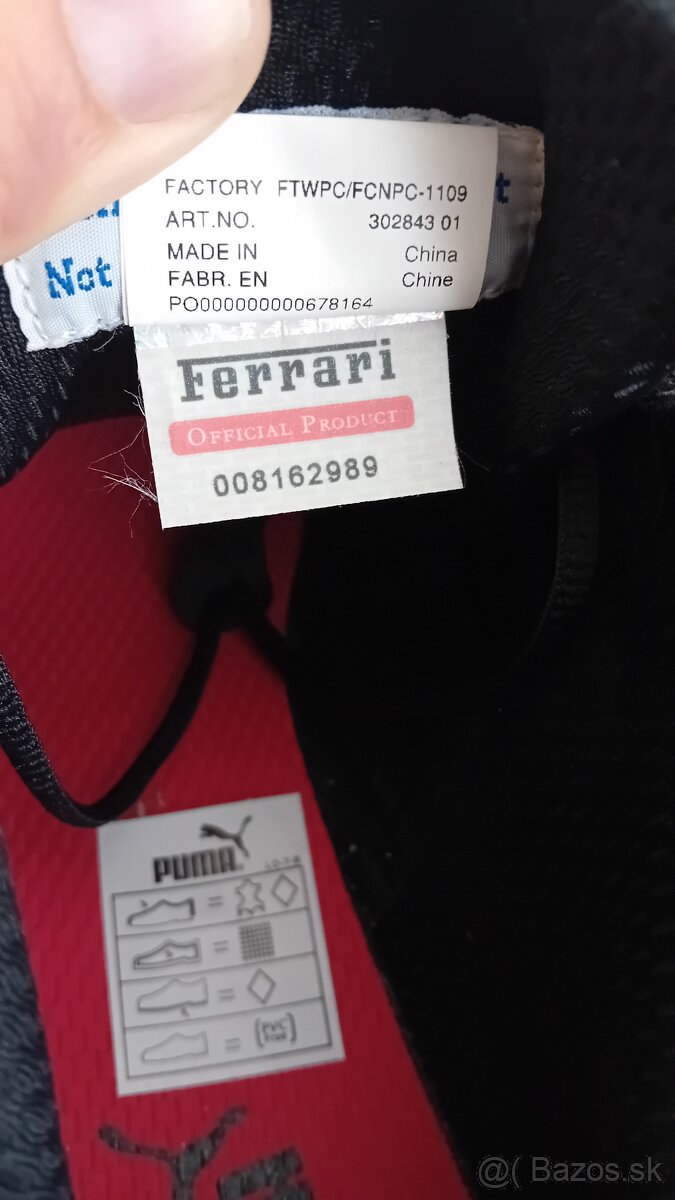 FACTORY FTWPC/FCNPC-1109
ART.NO. 302843 01
MADE IN China
FABR. EN Chine
PO000000000678164
Not
Ferrari
OFFICIAL PRODUCT
008162989
PUMA
@( Bazos.sk